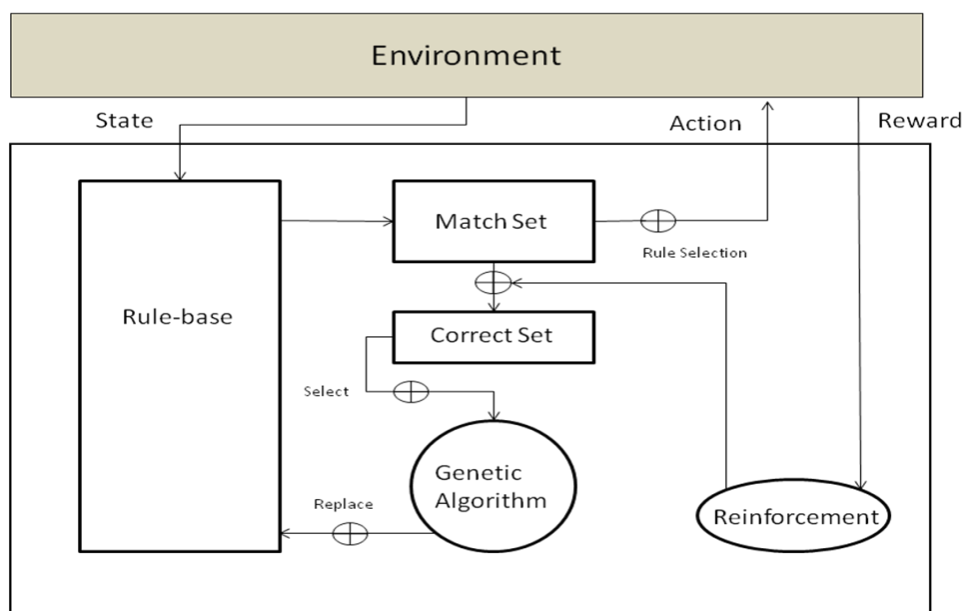 Environment
State
Action
Reward
Match Set
Rule Selection
Rule-base
Correct Set
Select
Genetic
Algorithm
Replace
Reinforcement